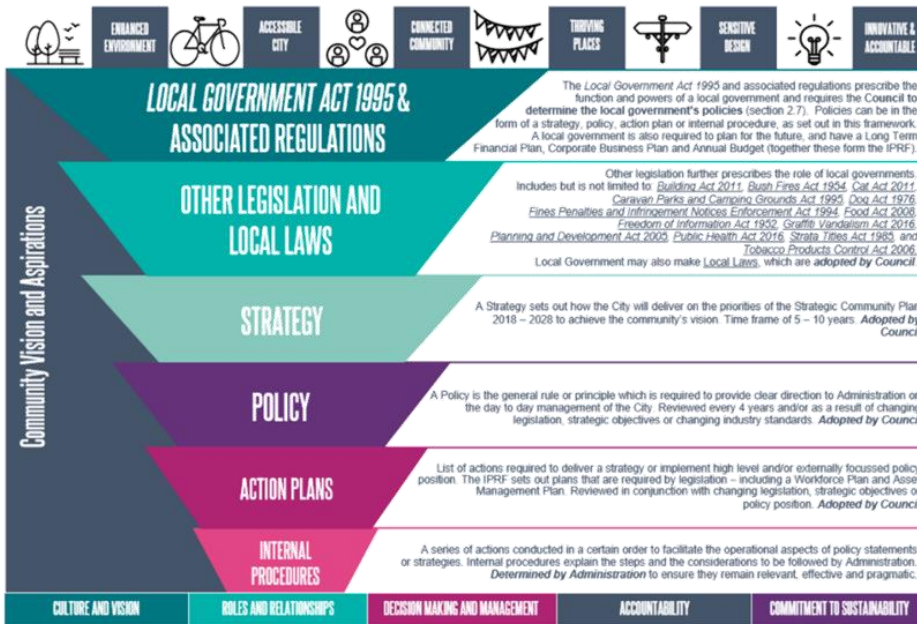 ENHANCED
ENVIRONMENT
ACCESSIBLE
CITY
CONNECTED
COMMUNITY
THRIVING
PLACES
SENSITIVE
DESIGN
INNOVATIVE &
ACCOUNTABLE
Community Vision and Aspirations
LOCAL GOVERNMENT ACT 1995 &
ASSOCIATED REGULATIONS
The Local Government Act 1995 and associated regulations prescribe the
function and powers of a local government and requires the Council to
determine the local government's policies (section 2.7). Policies can be in the
form of a strategy, policy, action plan or internal procedure, as set out in this framework.
A local government is also required to plan for the future, and have a Long Term
Financial Plan, Corporate Business Plan and Annual Budget (together these form the IPRF).
OTHER LEGISLATION AND
LOCAL LAWS
Other legislation further prescribes the role of local governments.
Includes but is not limited to: Building Act 2011, Bush Fires Act 1954, Cat Act 2011,
Caravan Parks and Camping Grounds Act 1995, Dog Act 1976,
Fines Penalties and Infringement Notices Enforcement Act 1994, Food Act 2008,
Freedom of Information Act 1952, Graffiti Vandalism Act 2016,
Planning and Development Act 2005, Public Health Act 2016, Strata Titles Act 1985, and
Tobacco Products Control Act 2006.
Local Government may also make Local Laws, which are adopted by Council.
STRATEGY
A Strategy sets out how the City will deliver on the priorities of the Strategic Community Plan
2018 – 2028 to achieve the community's vision. Time frame of 5 – 10 years. Adopted by
Council
POLICY
A Policy is the general rule or principle which is required to provide clear direction to Administration on
the day to day management of the City. Reviewed every 4 years and/or as a result of changing
legislation, strategic objectives or changing industry standards. Adopted by Council
ACTION PLANS
List of actions required to deliver a strategy or implement high level and/or externally focussed policy
position. The IPRF sets out plans that are required by legislation – including a Workforce Plan and Asset
Management Plan. Reviewed in conjunction with changing legislation, strategic objectives or
policy position. Adopted by Council
INTERNAL
PROCEDURES
A series of actions conducted in a certain order to facilitate the operational aspects of policy statements
or strategies. Internal procedures explain the steps and the considerations to be followed by Administration.
Determined by Administration to ensure they remain relevant, effective and pragmatic.
CULTURE AND VISION
ROLES AND RELATIONSHIPS
DECISION MAKING AND MANAGEMENT
ACCOUNTABILITY
COMMITMENT TO SUSTAINABILITY